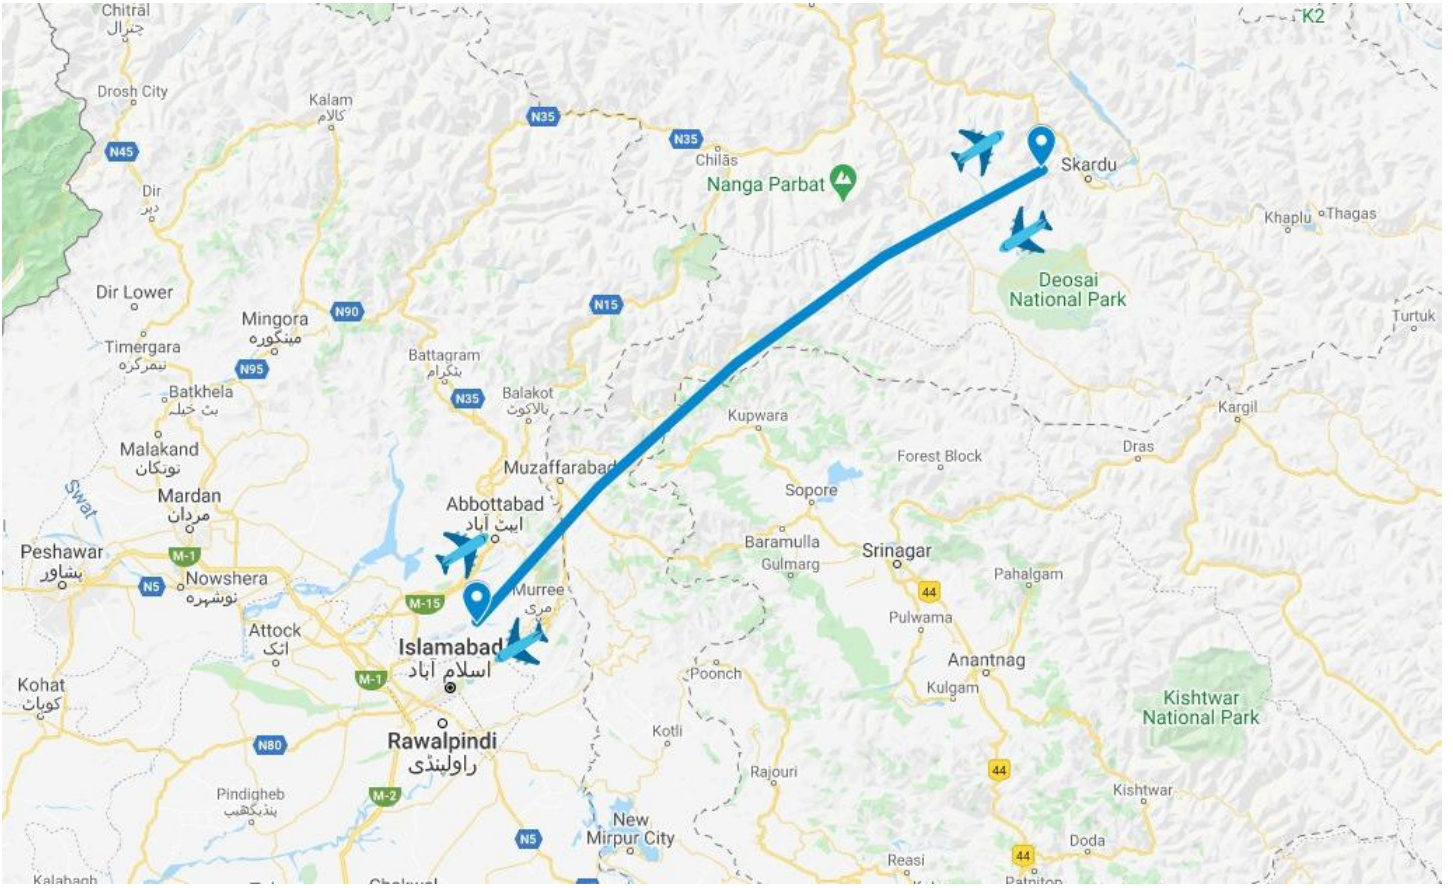 Chitral
چترال
K2
Drosh City
Kalam
کالام
N35
N45
N35
Chilās
Skardu
Nanga Parbat
Dir
دیر
Khaplu
Thagas
Deosai
National Park
Dir Lower
N15
N90
Mingora
مینگورہ
Turtuk
Timergara
تیمرگرہ
Battagram
بٹگرام
N95
Batkhela
بٹ خیلہ
N35
Balakot
بالاکوٹ
Kargil
Kupwara
Malakand
Dras
Forest Block
Muzaffarabad
Swat
Mardan
مردان
Sopore
Abbottabad
ایبٹ آباد
Peshawar
پشاور
M-1
Baramulla
Srinagar
Gulmarg
N5
Nowshera
نوشہرہ
Pahalgam
44
Murree
مری
M-15
Pulwama
Attock
اٹک
Islamabad
اسلام آباد
Anantnag
M-1
Poonch
Kohat
کوہاٹ
Kulgam
Kishtwar
National Park
Kotli
N80
Rawalpindi
راولپنڈی
44
Rajouri
M-2
Pindigheb
پنڈیگھیب
Kishtwar
New
Mirpur City
N5
Doda
44
Reasi
Kalabagh
Chakwal
Patnitop